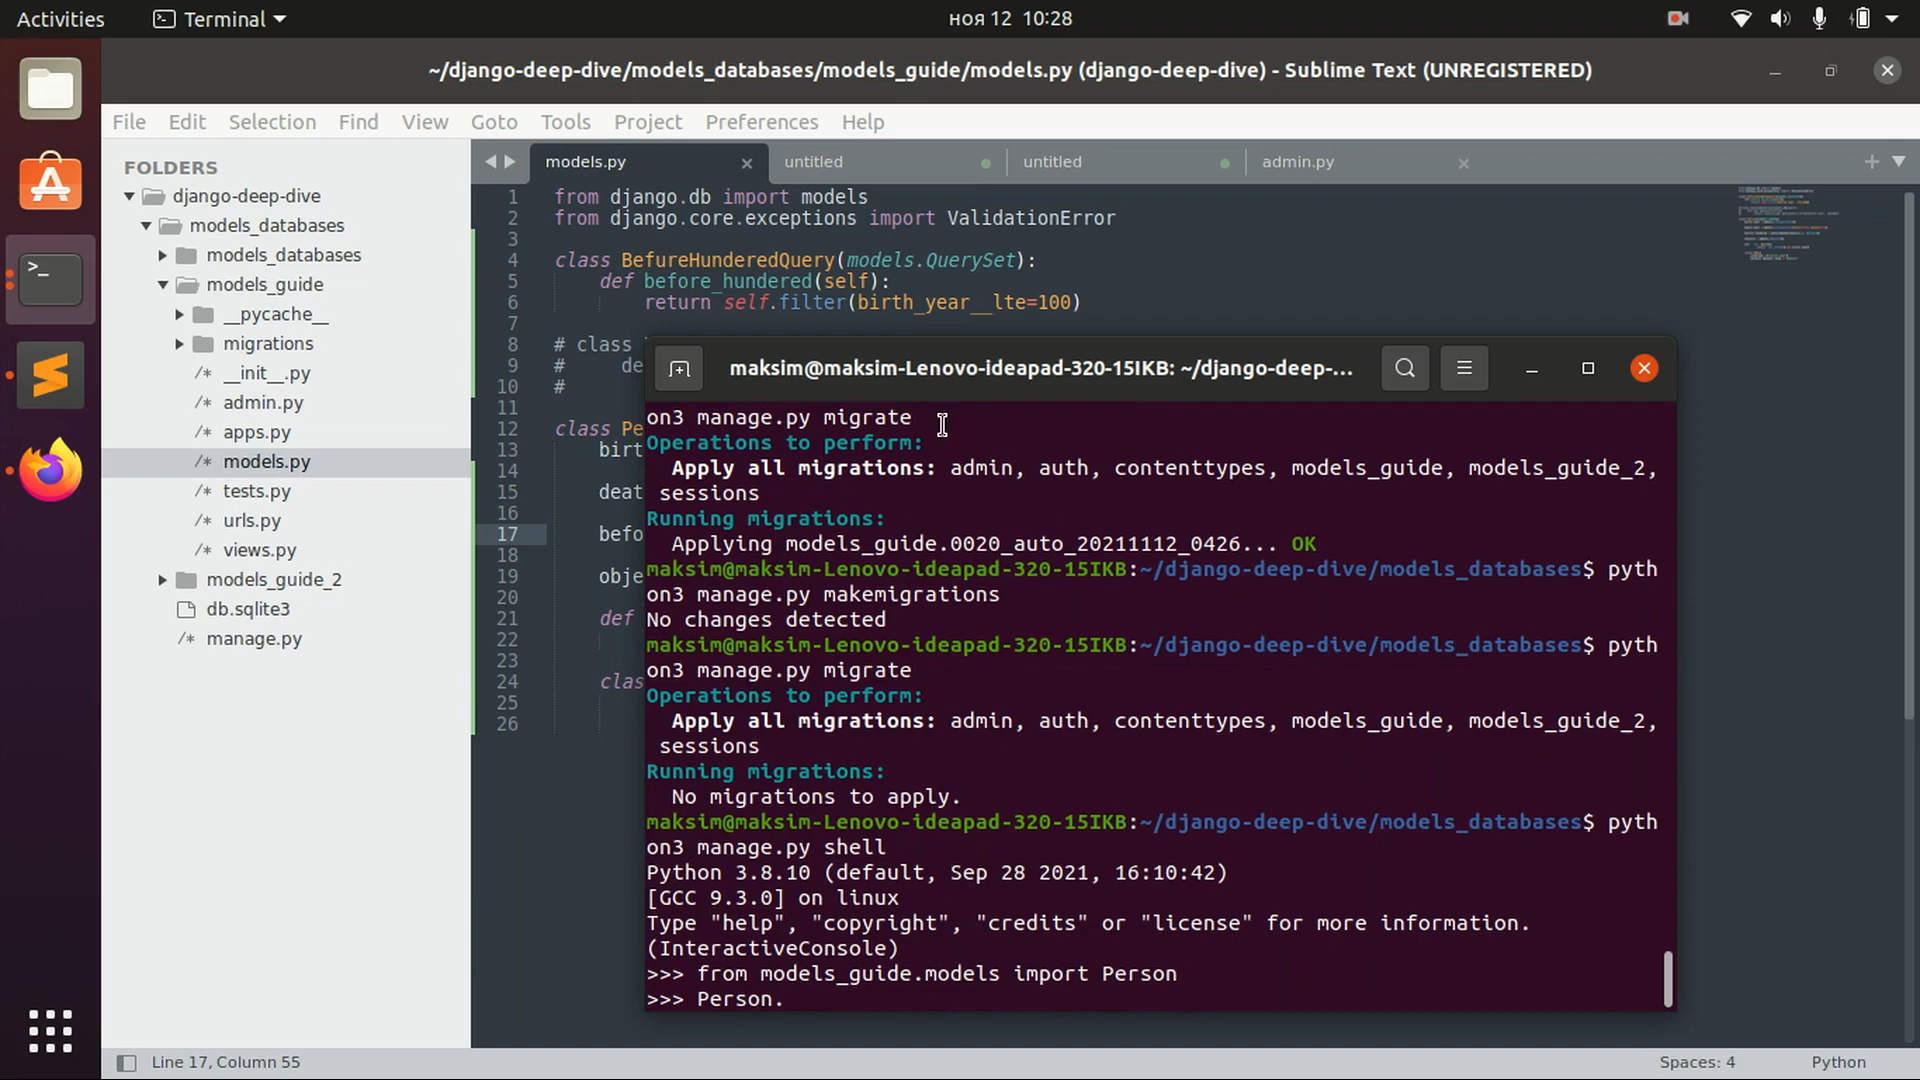 Activities
Terminal
ноя 12 10:28
~/django-deep-dive/models_databases/models_guide/models.py (django-deep-dive) - Sublime Text (UNREGISTERED)
File Edit Selection Find View Goto Tools Project Preferences Help
FOLDERS
django-deep-dive
models_databases
models_databases
models_guide
__pycache__
migrations
/* __init__.py
/* admin.py
/* apps.py
/* models.py
/* tests.py
/* urls.py
/* views.py
models_guide_2
db.sqlite3
/* manage.py
models.py untitled untitled admin.py
1 from django.db import models
2 from django.core.exceptions import ValidationError
3
4 class BefureHunderedQuery(models.QuerySet):
5 def before_hundered(self):
6 return self.filter(birth_year__lte=100)
7
8 # class
9 # de
10 #
11
12 class Pe
13 birt
14
15 deat
16
17 befo
18
19 obje
20
21 def
22
23
24 clas
25
26
maksim@maksim-Lenovo-ideapad-320-15IKB: ~/django-deep-...
on3 manage.py migrate
Operations to perform:
Apply all migrations: admin, auth, contenttypes, models_guide, models_guide_2,
sessions
Running migrations:
Applying models_guide.0020_auto_20211112_0426... OK
maksim@maksim-Lenovo-ideapad-320-15IKB:~/django-deep-dive/models_databases$ pyth
on3 manage.py makemigrations
No changes detected
maksim@maksim-Lenovo-ideapad-320-15IKB:~/django-deep-dive/models_databases$ pyth
on3 manage.py migrate
Operations to perform:
Apply all migrations: admin, auth, contenttypes, models_guide, models_guide_2,
sessions
Running migrations:
No migrations to apply.
maksim@maksim-Lenovo-ideapad-320-15IKB:~/django-deep-dive/models_databases$ pyth
on3 manage.py shell
Python 3.8.10 (default, Sep 28 2021, 16:10:42)
[GCC 9.3.0] on linux
Type "help", "copyright", "credits" or "license" for more information.
(InteractiveConsole)
>>> from models_guide.models import Person
>>> Person.
Line 17, Column 55
Spaces: 4
Python